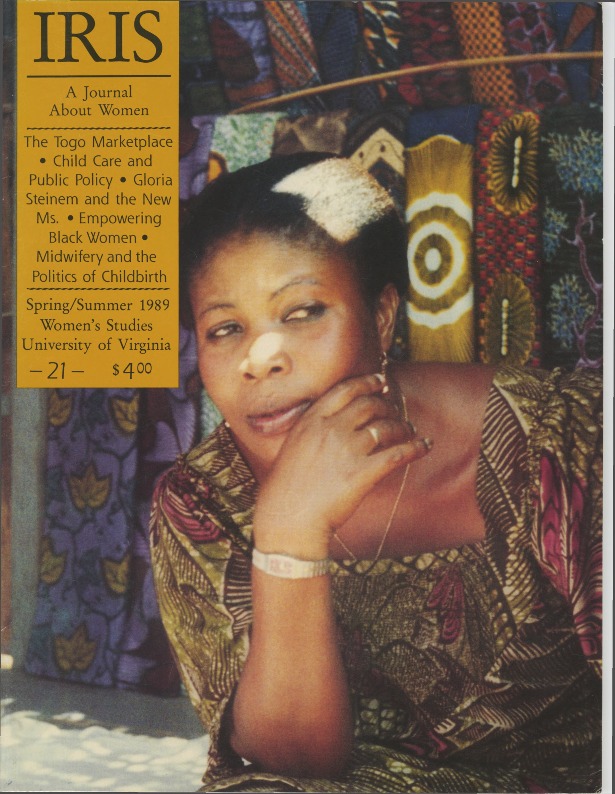 IRIS
A Journal
About Women
The Togo Marketplace
• Child Care and
Public Policy • Gloria
Steinem and the New
Ms. • Empowering
Black Women •
Midwifery and the
Politics of Childbirth
Spring/Summer 1989
Women's Studies
University of Virginia
– 21 – $4.00